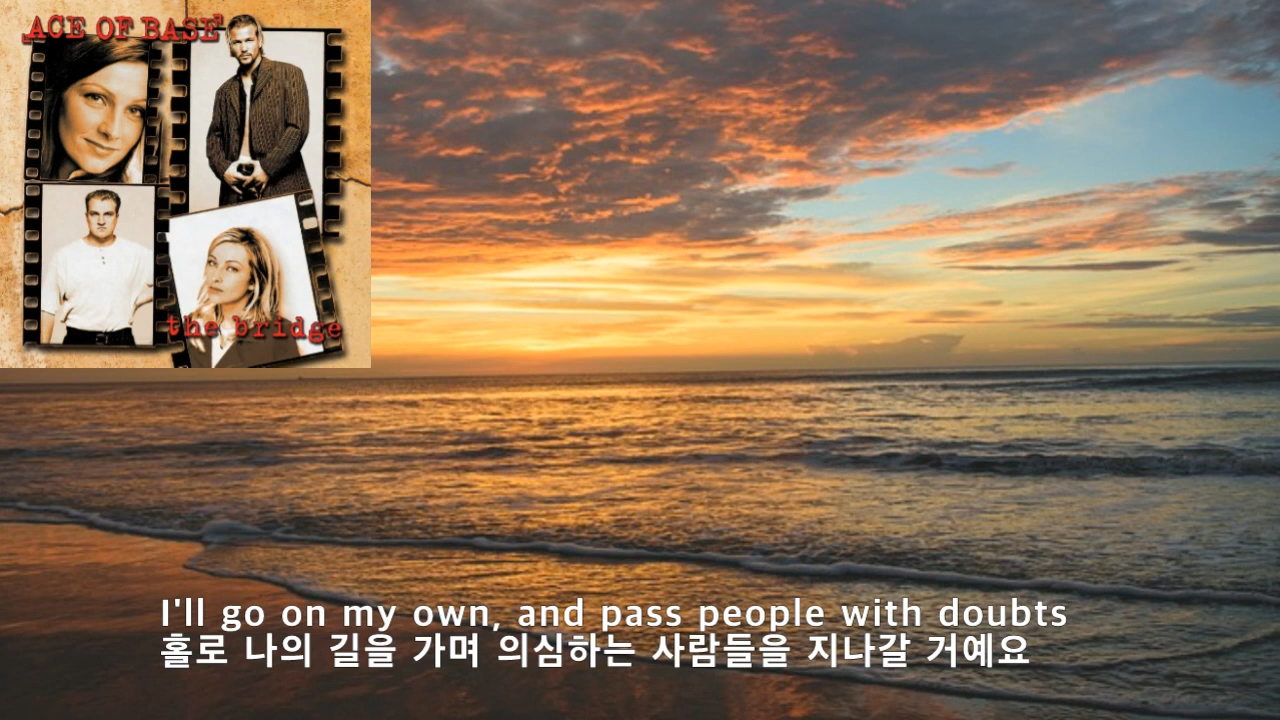 ACE OF BASE
the bridge
I'll go on my own, and pass people with doubts
홀로 나의 길을 가며 의심하는 사람들을 지나갈 거예요